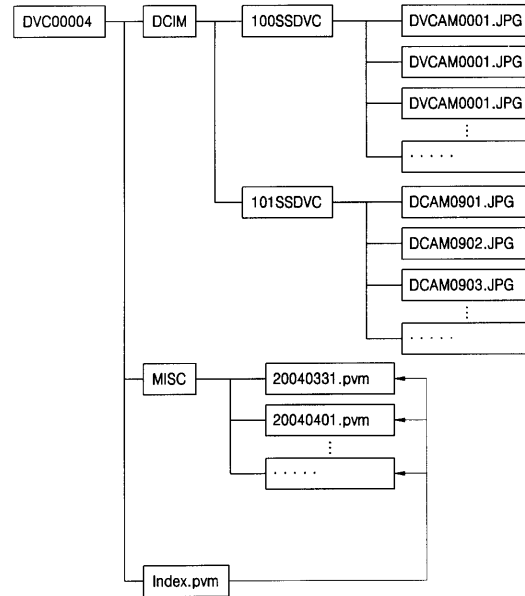 DVC00004
DCIM
100SSDVC
DVCAM0001.JPG
DVCAM0001.JPG
DVCAM0001.JPG
⋮
· · · · ·
101SSDVC
DCAM0901.JPG
DCAM0902.JPG
DCAM0903.JPG
⋮
· · · · ·
MISC
20040331.pvm
20040401.pvm
⋮
· · · · ·
Index.pvm